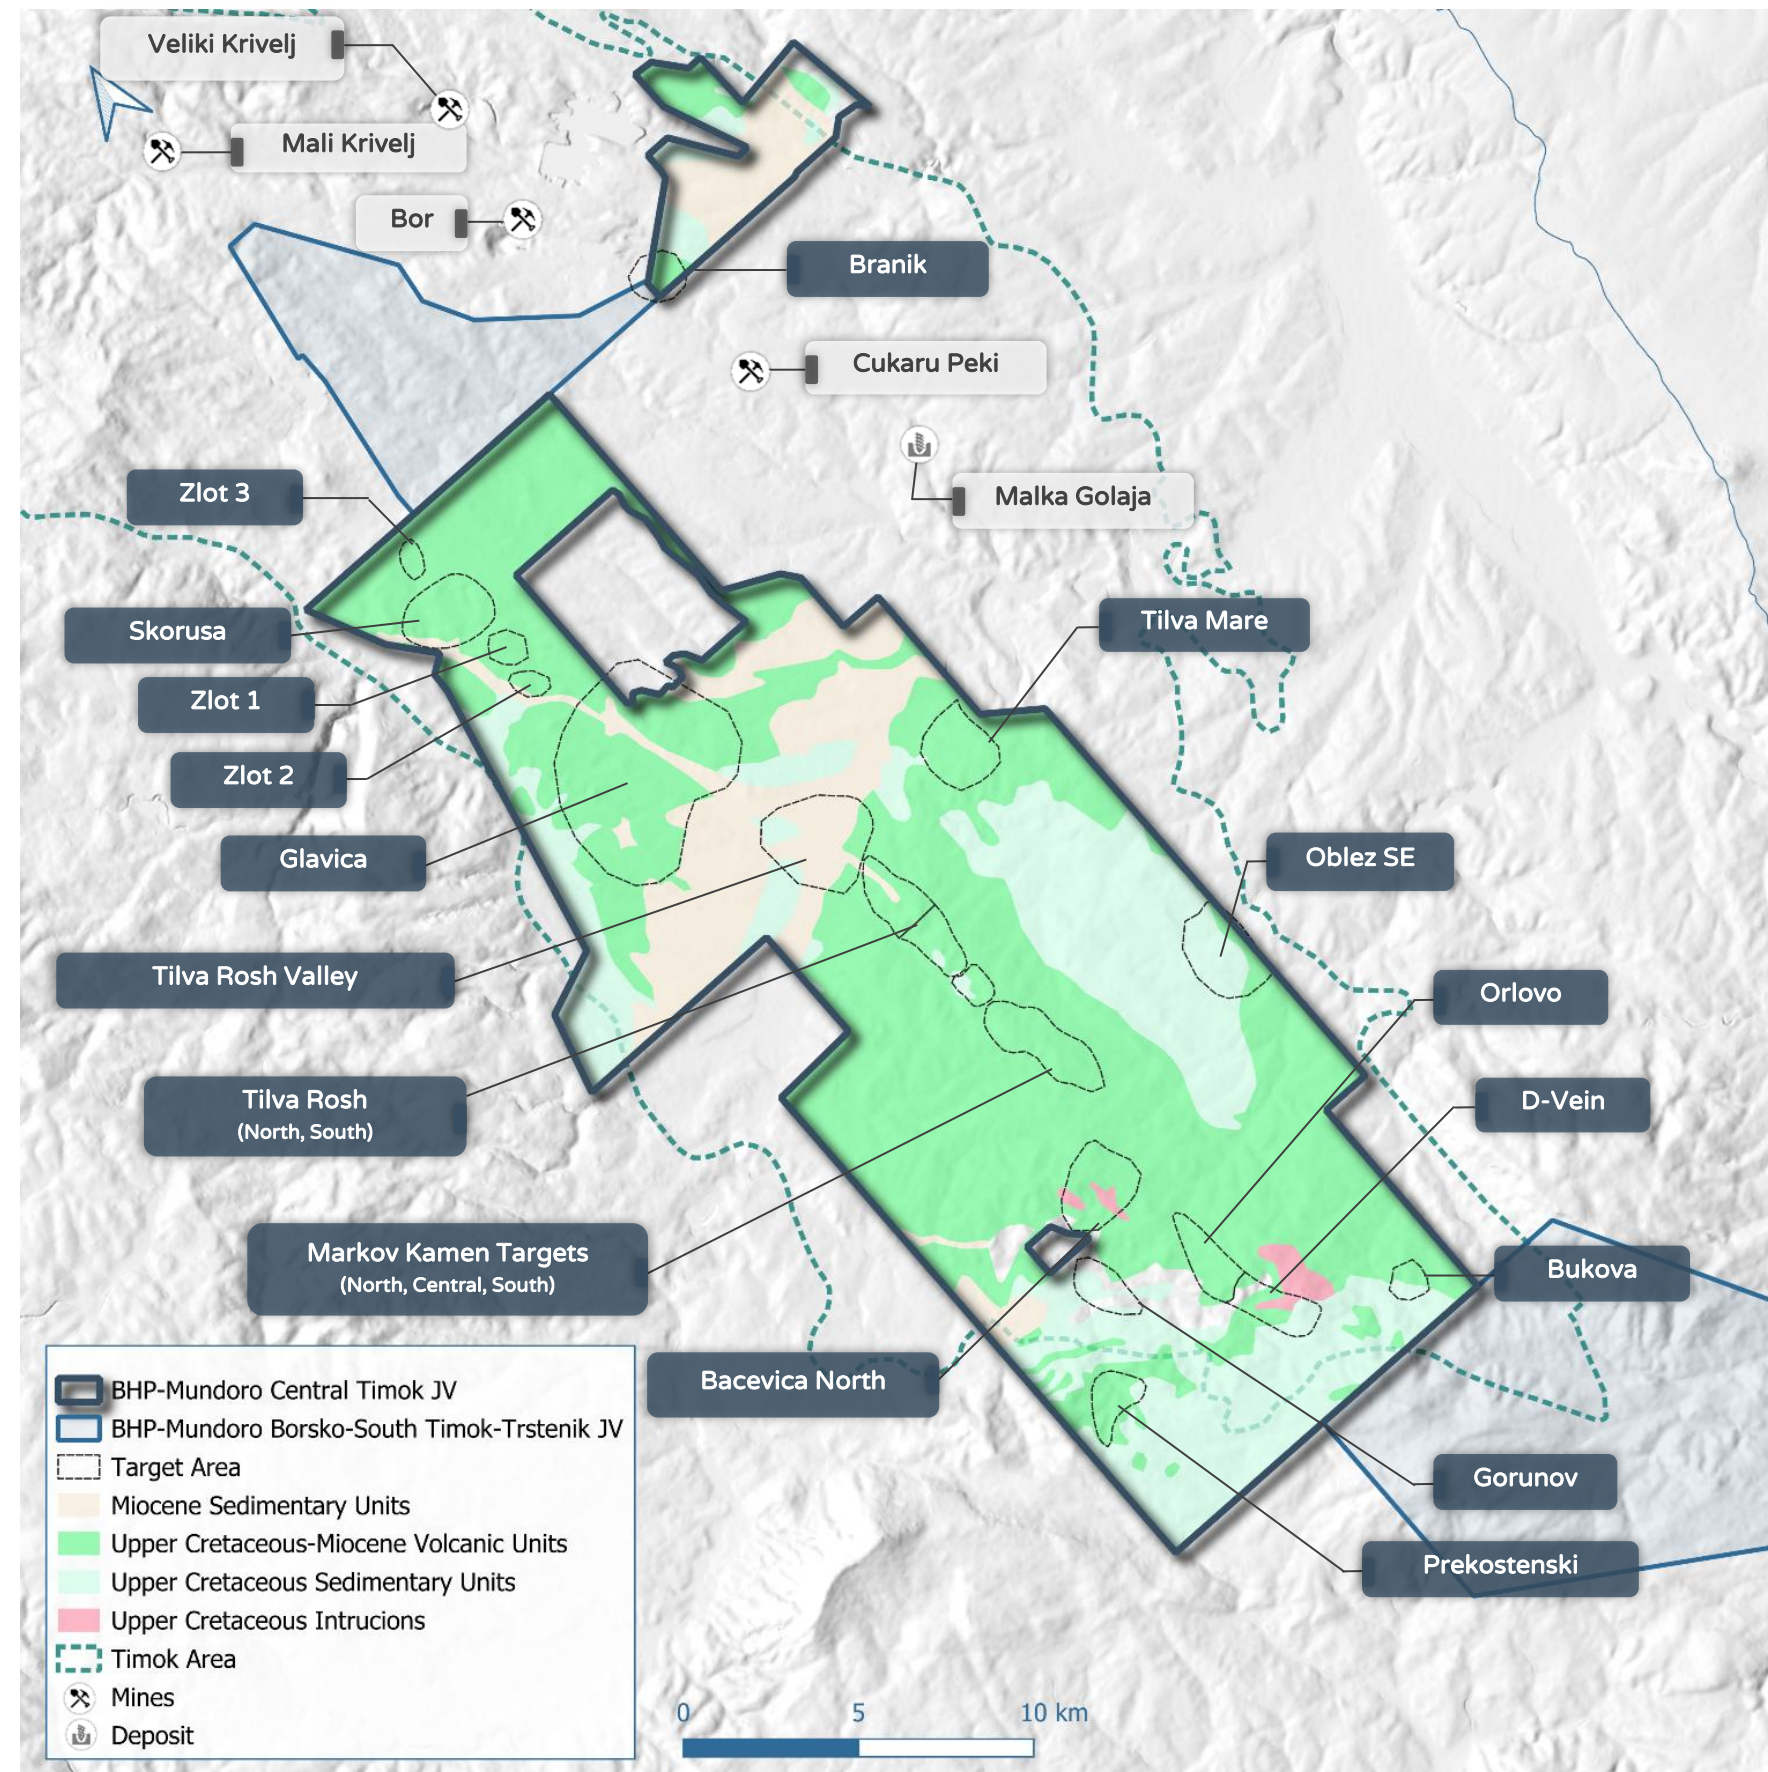 Veliki Krivelj
Mali Krivelj
Bor
Branik
Cukaru Peki
Zlot 3
Malka Golaja
Skorusa
Tilva Mare
Zlot 1
Zlot 2
Glavica
Oblez SE
Tilva Rosh Valley
Orlovo
Tilva Rosh
(North, South)
D-Vein
Markov Kamen Targets
(North, Central, South)
Bukova
Bacevica North
Gorunov
Prekostenski
BHP-Mundoro Central Timok JV
BHP-Mundoro Borsko-South Timok-Trstenik JV
Target Area
Miocene Sedimentary Units
Upper Cretaceous-Miocene Volcanic Units
Upper Cretaceous Sedimentary Units
Upper Cretaceous Intrucions
Timok Area
Mines
Deposit
0 5 10 km